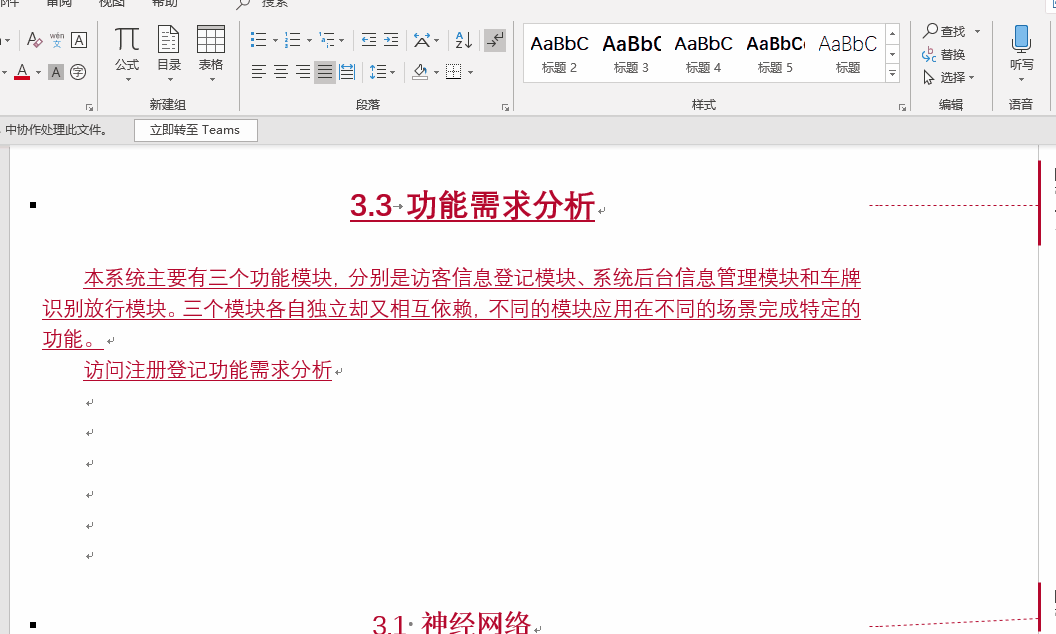 审阅 视图 帮助 搜索
A wén 文 A
A A 字
公式 目录 表格
新建组
段落
AaBbC AaBb( AaBbC AaBbC AaBbC
标题 2 标题 3 标题 4 标题 5 标题
样式
查找
替换
选择
编辑
听写
语音
中协作处理此文件。 立即转至 Teams
3.3 功能需求分析
本系统主要有三个功能模块,分别是访客信息登记模块、系统后台信息管理模块和车牌
识别放行模块。三个模块各自独立却又相互依赖,不同的模块应用在不同的场景完成特定的
功能。
访问注册登记功能需求分析
3.1 神经网络